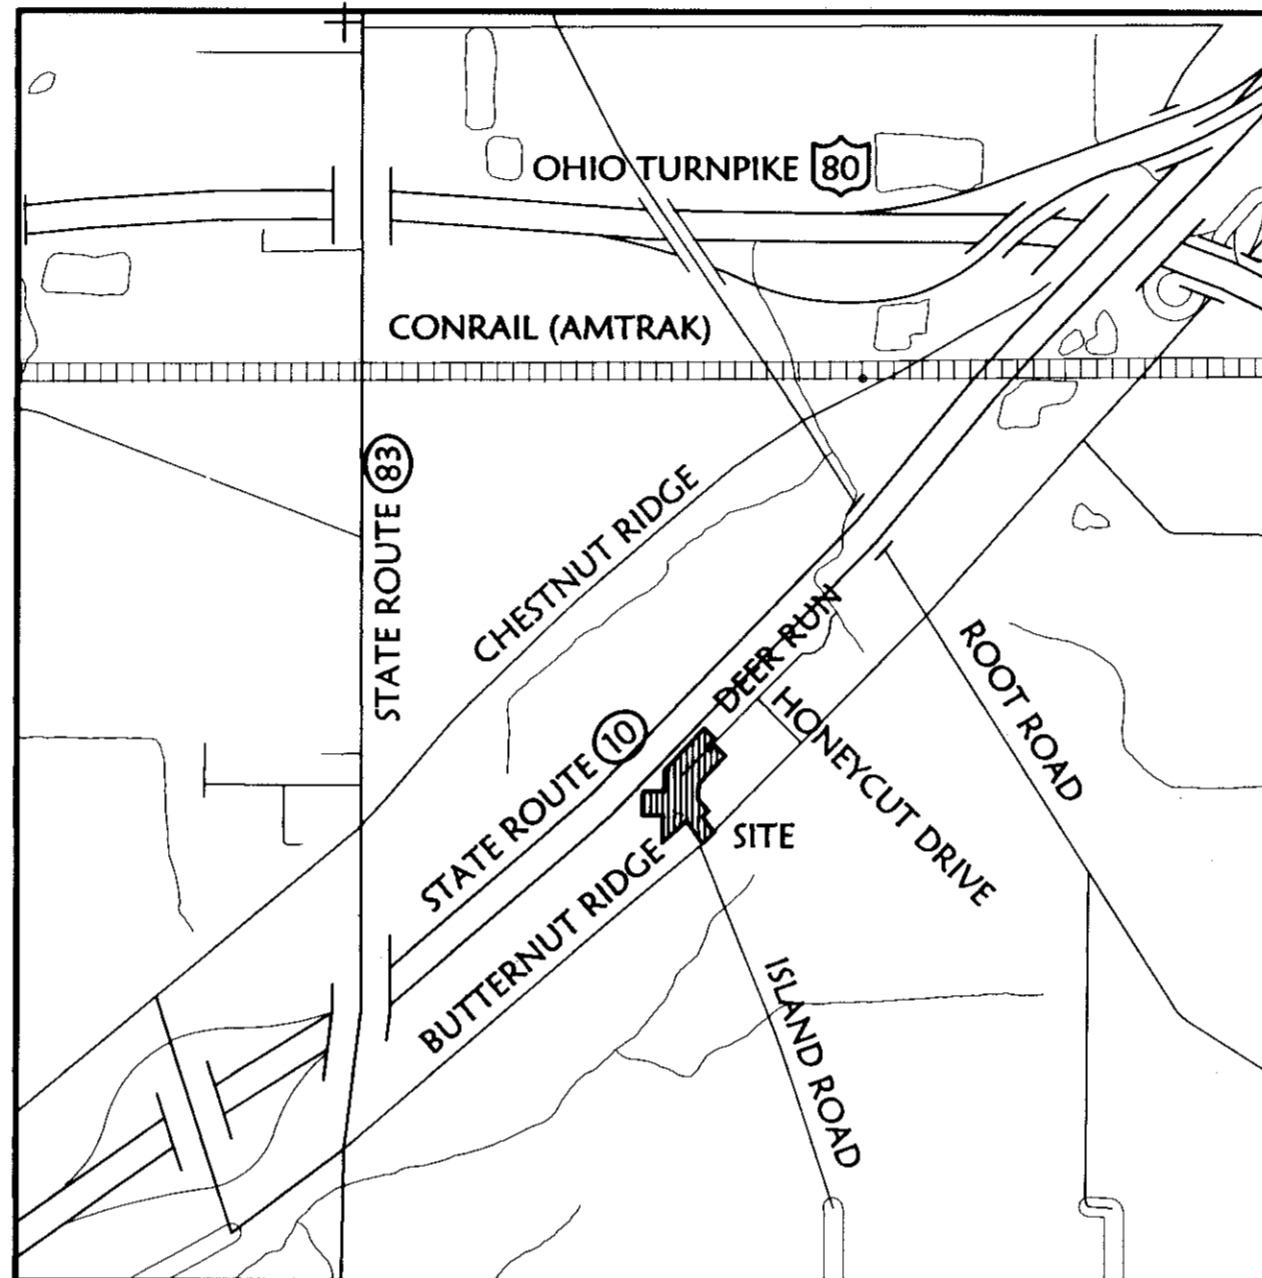 OHIO TURNPIKE 80
CONRAIL (AMTRAK)
STATE ROUTE 83
CHESTNUT RIDGE
DEER RUN
HONEYCUT DRIVE
ROOT ROAD
STATE ROUTE 10
SITE
BUTTERNUT RIDGE
ISLAND ROAD